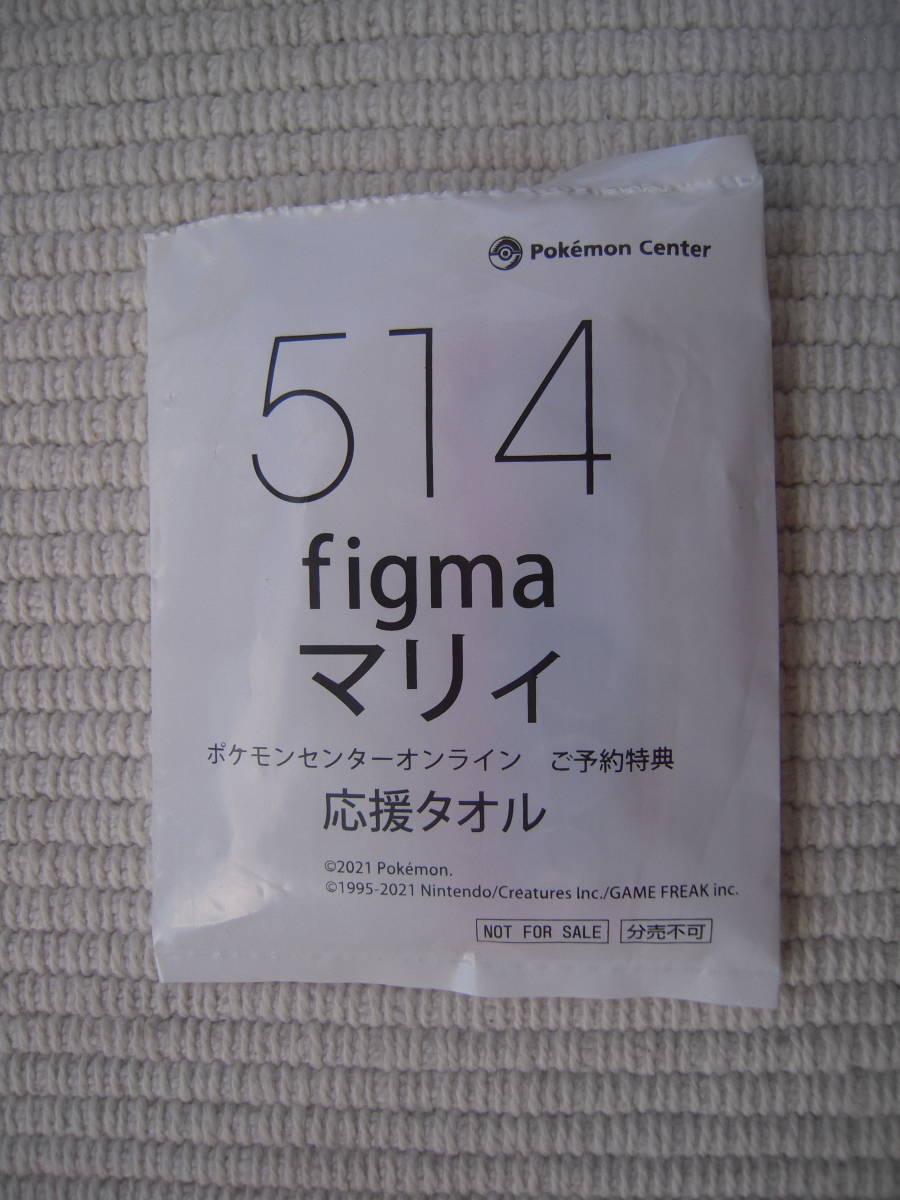 Pokémon Center
514
figma
マリィ
ポケモンセンターオンライン ご予約特典
応援タオル
©2021 Pokémon.
©1995-2021 Nintendo/Creatures Inc./GAME FREAK inc.
NOT FOR SALE 分売不可